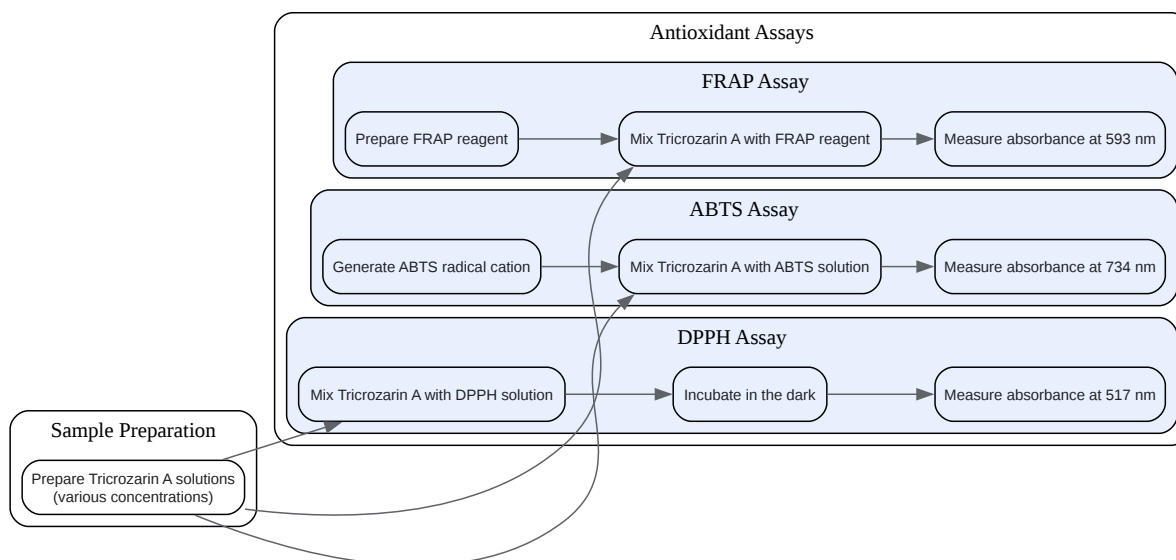 Antioxidant Assays
FRAP Assay
Prepare FRAP reagent
Mix Tricrozarin A with FRAP reagent
Measure absorbance at 593 nm
ABTS Assay
Generate ABTS radical cation
Mix Tricrozarin A with ABTS solution
Measure absorbance at 734 nm
DPPH Assay
Mix Tricrozarin A with DPPH solution
Incubate in the dark
Measure absorbance at 517 nm
Sample Preparation
Prepare Tricrozarin A solutions
(various concentrations)